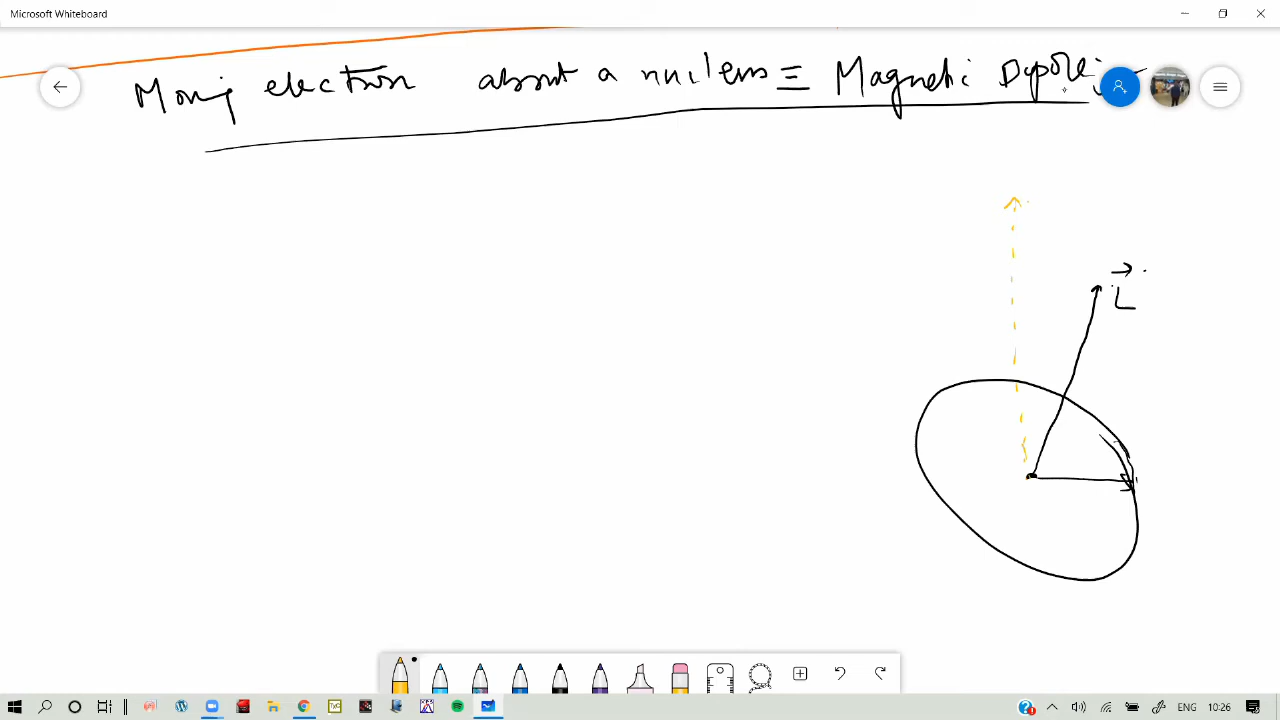 Microsoft Whiteboard
Moving electron about a nucleus ≡ Magnetic Dipole
L
ENG 10:26